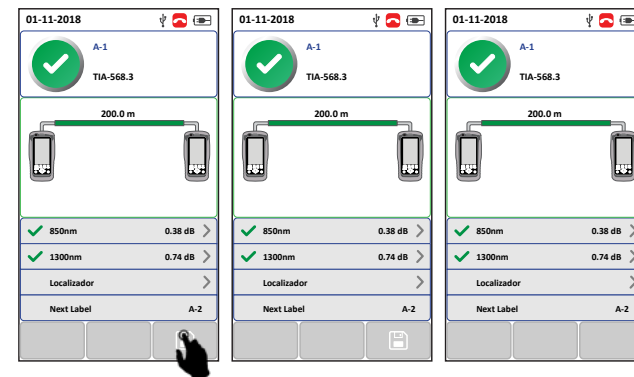 01-11-2018
A-1
TIA-568.3
200.0 m
850nm 0.38 dB
1300nm 0.74 dB
Localizador
Next Label A-2
01-11-2018
A-1
TIA-568.3
200.0 m
850nm 0.38 dB
1300nm 0.74 dB
Localizador
Next Label A-2
01-11-2018
A-1
TIA-568.3
200.0 m
850nm 0.38 dB
1300nm 0.74 dB
Localizador
Next Label A-2